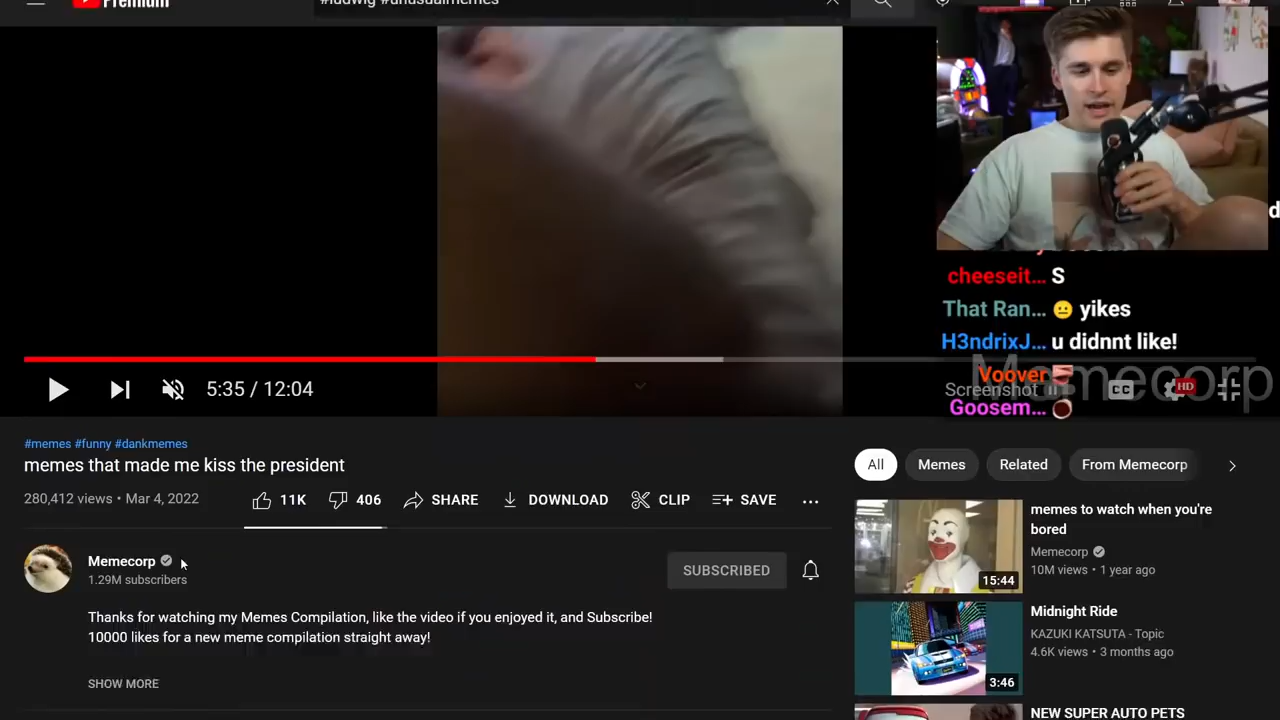 Premium
#ludwig #unusualmemes
cheeseit... S
That Ran... 😐 yikes
H3ndrixJ... u didnnt like!
Voover
Goosem...
Memecorp
Screenshot
CC
HD
5:35 / 12:04
#memes #funny #dankmemes
memes that made me kiss the president
280,412 views • Mar 4, 2022
11K
406
SHARE
DOWNLOAD
CLIP
SAVE
Memecorp
1.29M subscribers
SUBSCRIBED
Thanks for watching my Memes Compilation, like the video if you enjoyed it, and Subscribe!
10000 likes for a new meme compilation straight away!
SHOW MORE
All
Memes
Related
From Memecorp
memes to watch when you're
bored
Memecorp
10M views • 1 year ago
15:44
Midnight Ride
KAZUKI KATSUTA - Topic
4.6K views • 3 months ago
3:46
NEW SUPER AUTO PETS